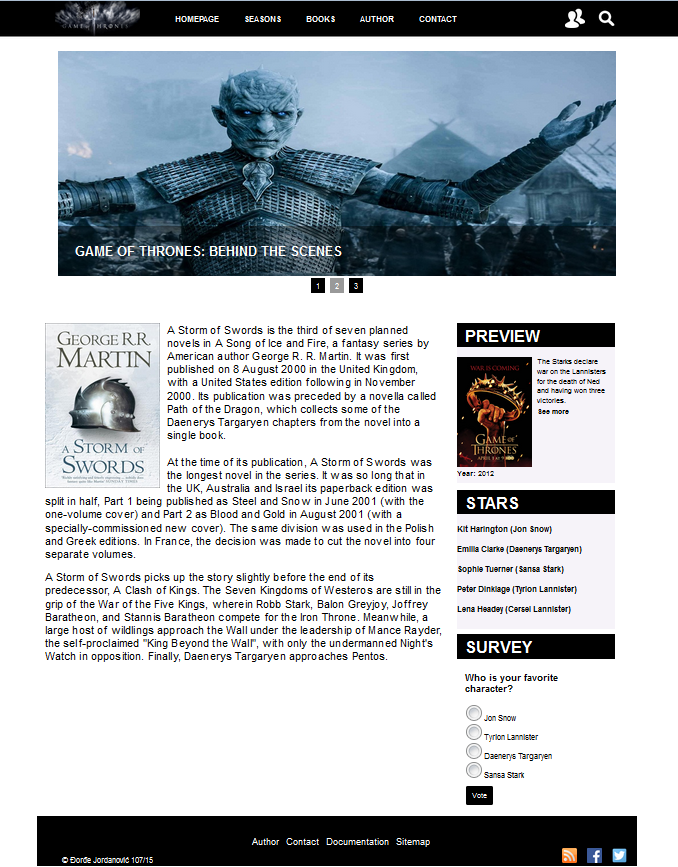 GAME OF THRONES
HOMEPAGE
SEASONS
BOOKS
AUTHOR
CONTACT
GAME OF THRONES: BEHIND THE SCENES
1
2
3
GEORGE R.R.
MARTIN
A STORM OF
SWORDS
A Storm of Swords is the third of seven planned
novels in A Song of Ice and Fire, a fantasy series by
American author George R. R. Martin. It was first
published on 8 August 2000 in the United Kingdom,
with a United States edition following in November
2000. Its publication was preceded by a novella called
Path of the Dragon, which collects some of the
Daenerys Targaryen chapters from the novel into a
single book.
At the time of its publication, A Storm of Swords was
the longest novel in the series. It was so long that in
the UK, Australia and Israel its paperback edition was
split in half, Part 1 being published as Steel and Snow in June 2001 (with the
one-volume cover) and Part 2 as Blood and Gold in August 2001 (with a
specially-commissioned new cover). The same division was used in the Polish
and Greek editions. In France, the decision was made to cut the novel into four
separate volumes.
A Storm of Swords picks up the story slightly before the end of its
predecessor, A Clash of Kings. The Seven Kingdoms of Westeros are still in the
grip of the War of the Five Kings, wherein Robb Stark, Balon Greyjoy, Joffrey
Baratheon, and Stannis Baratheon compete for the Iron Throne. Meanwhile, a
large host of wildlings approach the Wall under the leadership of Mance Rayder,
the self-proclaimed "King Beyond the Wall", with only the undermanned Night's
Watch in opposition. Finally, Daenerys Targaryen approaches Pentos.
PREVIEW
WAR IS COMING
GAME OF
THRONES
APRIL 1
HBO
The Starks declare
war on the Lannisters
for the death of Ned
and having won three
victories.
See more
Year: 2012
STARS
Kit Harington (Jon Snow)
Emilia Clarke (Daenerys Targaryen)
Sophie Tuerner (Sansa Stark)
Peter Dinklage (Tyrion Lannister)
Lena Headey (Cersei Lannister)
SURVEY
Who is your favorite
character?
Jon Snow
Tyrion Lannister
Daenerys Targaryen
Sansa Stark
Vote
Author Contact Documentation Sitemap
© Đorđe Jordanović 107/15